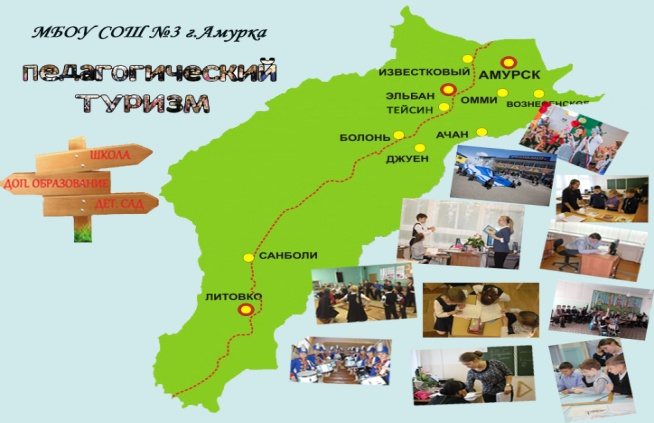 МБОУ СОШ №3 г.Амурка
педагогический
туризм
ШКОЛА
ДОП. ОБРАЗОВАНИЕ
ДЕТ. САД
ИЗВЕСТКОВЫЙ
АМУРСК
ЭЛЬБАН
ОММИ
ВОЗНЕСЕНСКОЕ
ТЕЙСИН
БОЛОНЬ
АЧАН
ДЖУЕН
САНБОЛИ
ЛИТОВКО